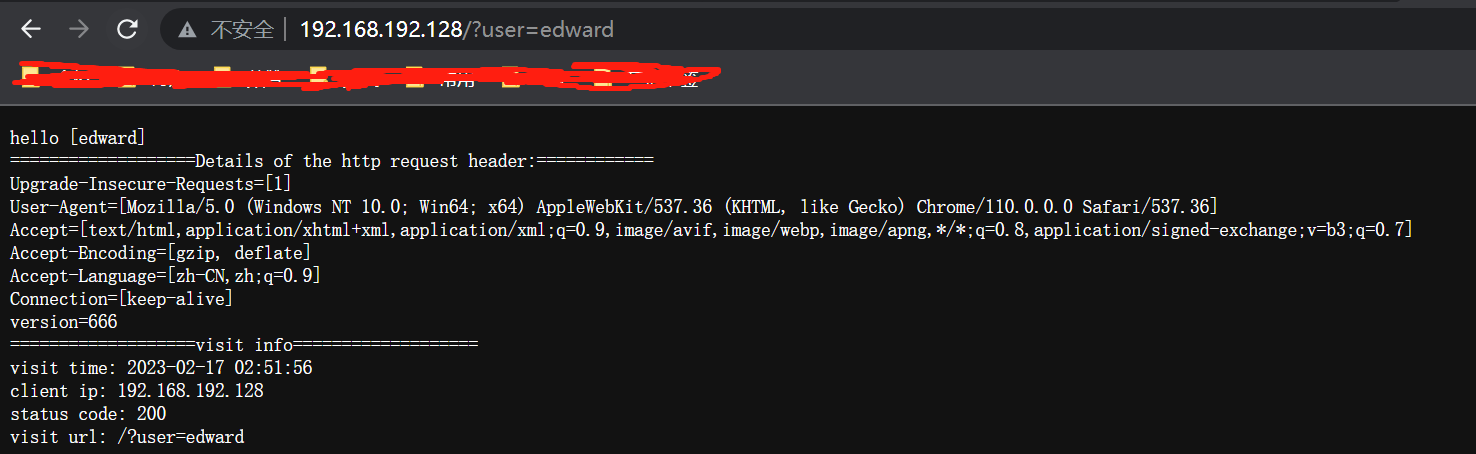 不安全 | 192.168.192.128/?user=edward
常用
签
hello [edward]
===================Details of the http request header:============
Upgrade-Insecure-Requests=[1]
User-Agent=[Mozilla/5.0 (Windows NT 10.0; Win64; x64) AppleWebKit/537.36 (KHTML, like Gecko) Chrome/110.0.0.0 Safari/537.36]
Accept=[text/html,application/xhtml+xml,application/xml;q=0.9,image/avif,image/webp,image/apng,*/*;q=0.8,application/signed-exchange;v=b3;q=0.7]
Accept-Encoding=[gzip, deflate]
Accept-Language=[zh-CN,zh;q=0.9]
Connection=[keep-alive]
version=666
===================visit info===================
visit time: 2023-02-17 02:51:56
client ip: 192.168.192.128
status code: 200
visit url: /?user=edward